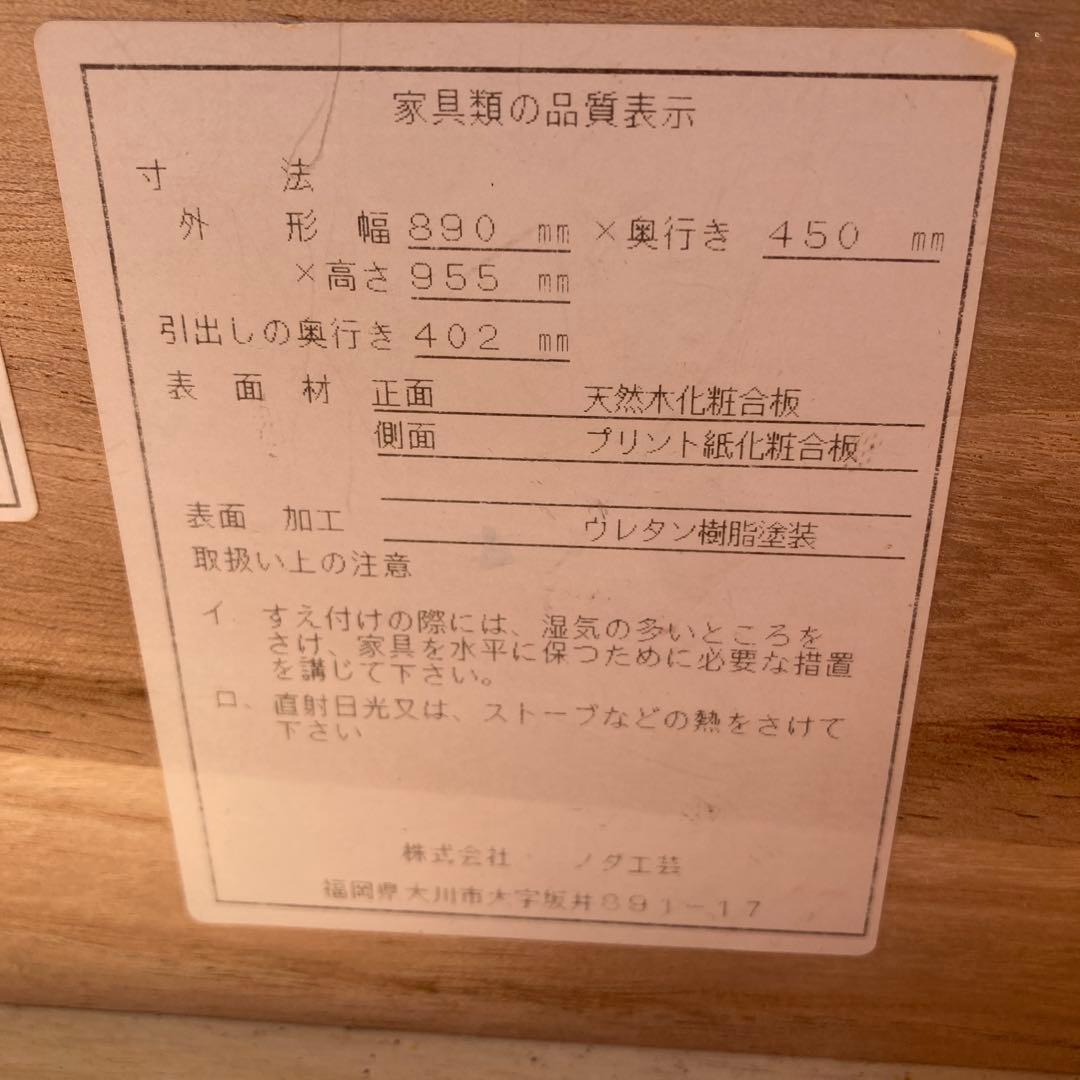 家具類の品質表示
寸 法
外 形 幅 890 mm ×奥行き 450 mm
×高さ 955 mm
引出しの奥行き 402 mm
表 面 材 正面 天然木化粧合板
側面 プリント紙化粧合板
表面 加工 ウレタン樹脂塗装
取扱い上の注意
イ すえ付けの際には、湿気の多いところを
さけ、家具を水平に保つために必要な措置
を講じて下さい。
ロ、直射日光又は、ストーブなどの熱をさけて
下さい
株式会社 ノダ工芸
福岡県大川市大字坂井891-17